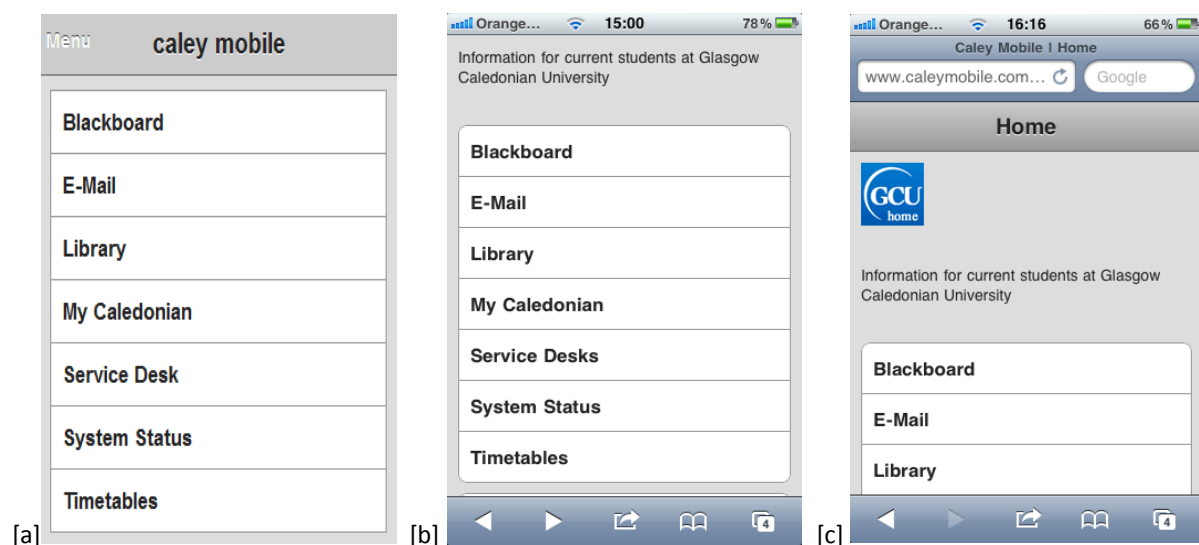 Menu
caley mobile
Blackboard
E-Mail
Library
My Caledonian
Service Desk
System Status
Timetables
[a]
Orange... 15:00 78%
Information for current students at Glasgow
Caledonian University
Blackboard
E-Mail
Library
My Caledonian
Service Desks
System Status
Timetables
4
[b]
Orange... 16:16 66%
Caley Mobile | Home
www.caleymobile.com... Google
Home
GCU
home
Information for current students at Glasgow
Caledonian University
Blackboard
E-Mail
Library
4
[c]